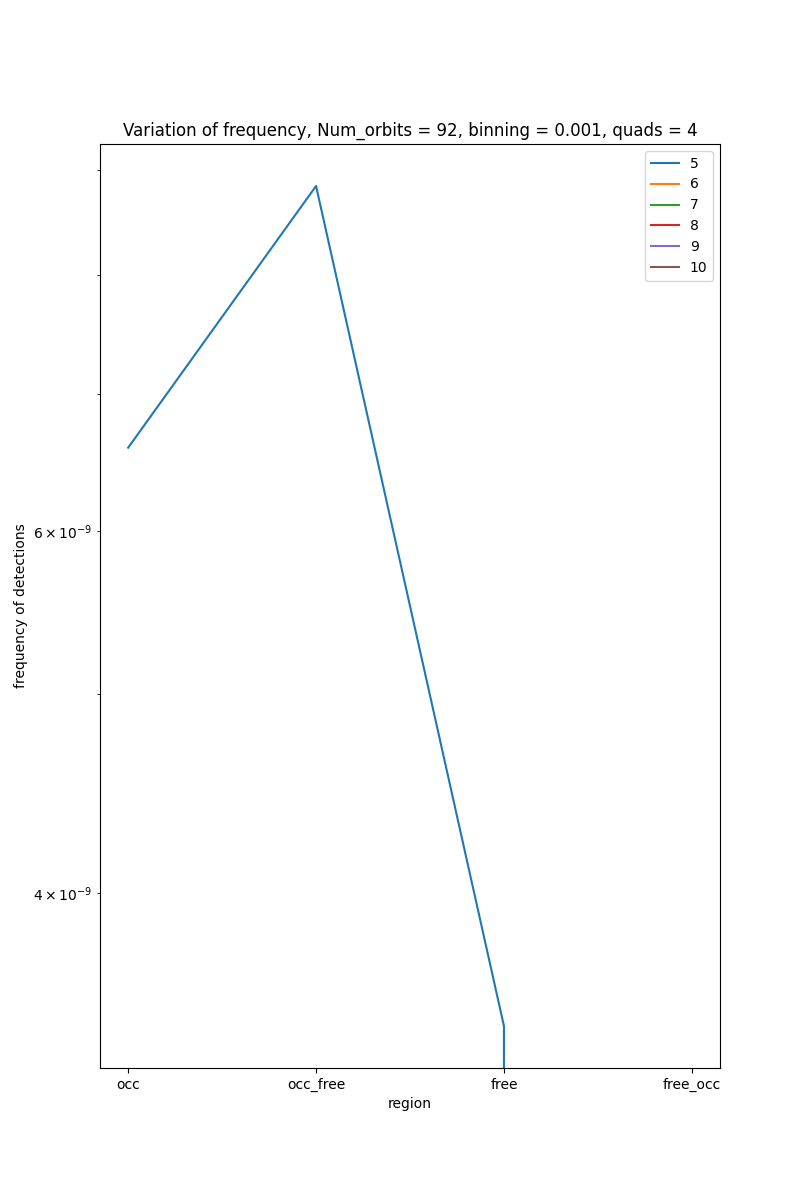 Variation of frequency, Num_orbits = 92, binning = 0.001, quads = 4
5
6
7
8
9
10
6 × 10⁻⁹
4 × 10⁻⁹
frequency of detections
occ
occ_free
free
free_occ
region